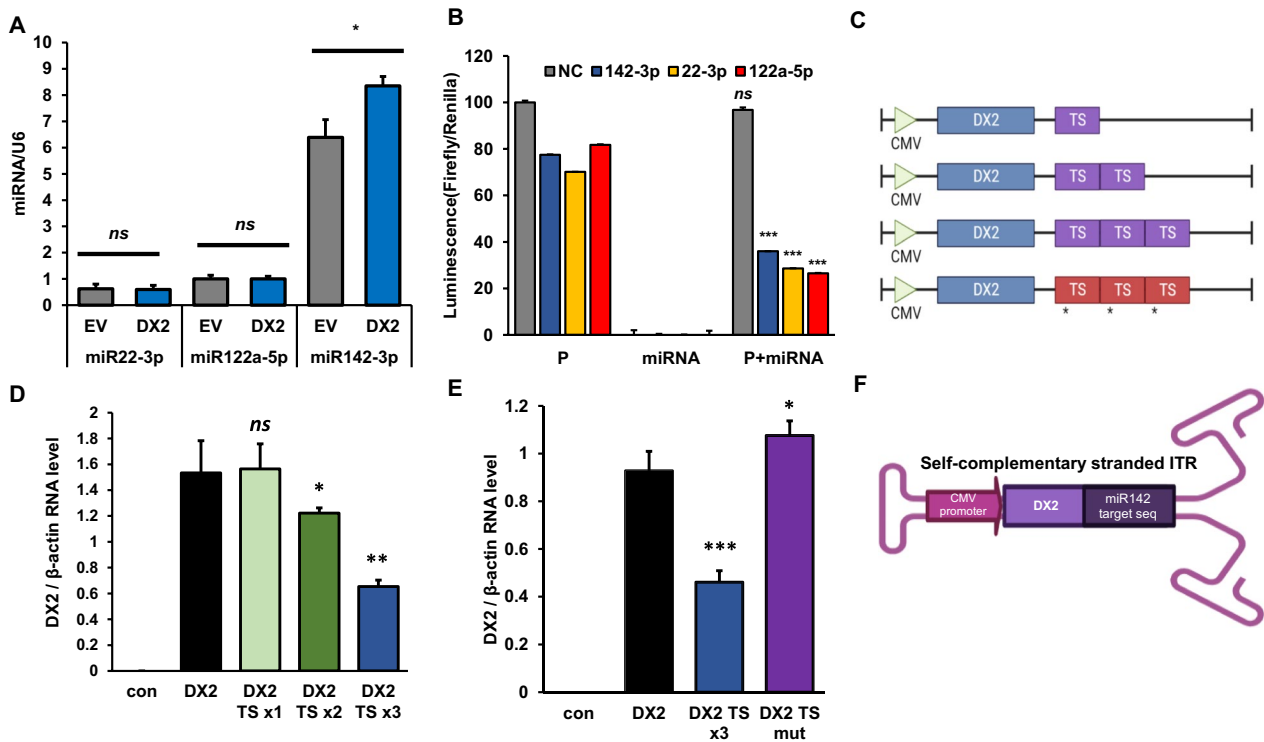 A
miRNA/U6
10
9
8
7
6
5
4
3
2
1
0
ns
ns
*
EV DX2 EV DX2 EV DX2
miR22-3p miR122a-5p miR142-3p
B
Luminescence(Firefly/Renilla)
120
100
80
60
40
20
0
NC 142-3p 22-3p 122a-5p
ns
*** *** ***
P miRNA P+miRNA
C
DX2 TS
CMV
DX2 TS TS
CMV
DX2 TS TS TS
CMV
DX2 TS TS TS
CMV * * *
D
DX2 / β-actin RNA level
2
1.8
1.6
1.4
1.2
1
0.8
0.6
0.4
0.2
0
ns
*
**
con DX2 DX2 DX2 DX2
TS x1 TS x2 TS x3
E
DX2 / β-actin RNA level
1.2
1
0.8
0.6
0.4
0.2
0
***
*
con DX2 DX2 TS DX2 TS
x3 mut
F
Self-complementary stranded ITR
CMV
promoter
DX2
miR142
target seq